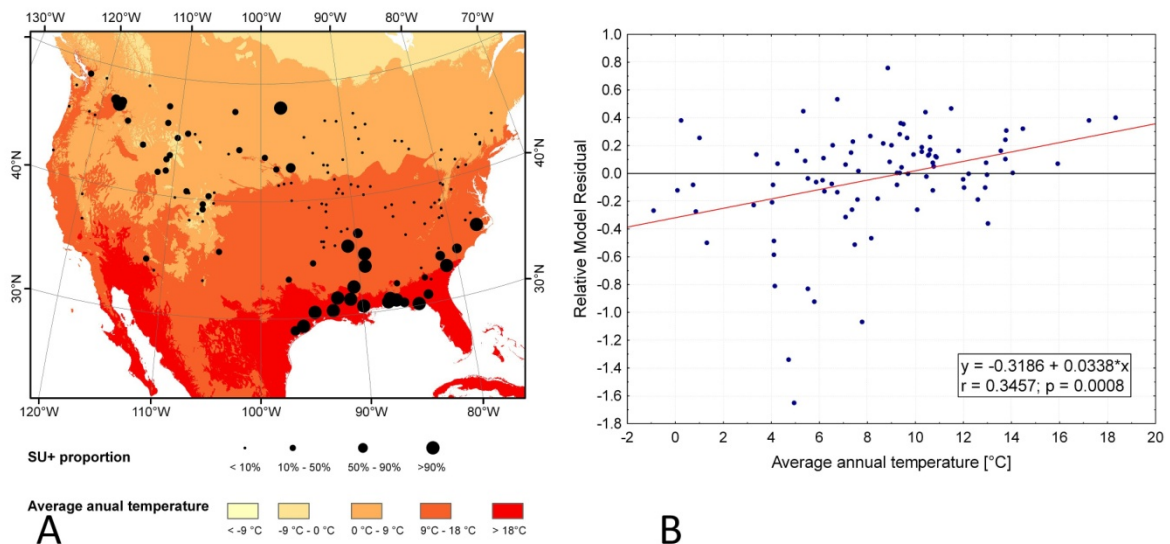 130°W 120°W 110°W 100°W 90°W 80°W 70°W
40°N 40°N
30°N 30°N
120°W 110°W 100°W 90°W 80°W
SU+ proportion
< 10% 10% - 50% 50% - 90% >90%
Average anual temperature
< -9 °C -9 °C - 0 °C 0 °C - 9 °C 9°C - 18 °C > 18°C
A
1.0
0.8
0.6
0.4
0.2
0.0
-0.2
-0.4
-0.6
-0.8
-1.0
-1.2
-1.4
-1.6
-1.8
Relative Model Residual
y = -0.3186 + 0.0338*x
r = 0.3457; p = 0.0008
-2 0 2 4 6 8 10 12 14 16 18 20
Average annual temperature [°C]
B